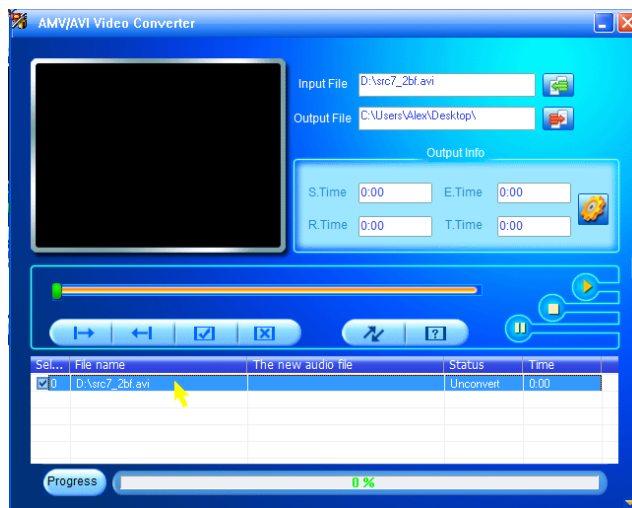 AMV/AVI Video Converter
Input File D:\src7_2bf.avi
Output File C:\Users\Alex\Desktop\
Output Info
S.Time 0:00 E.Time 0:00
R.Time 0:00 T.Time 0:00
Sel... File name The new audio file Status Time
0 D:\src7_2bf.avi Unconvert 0:00
Progress 0 %